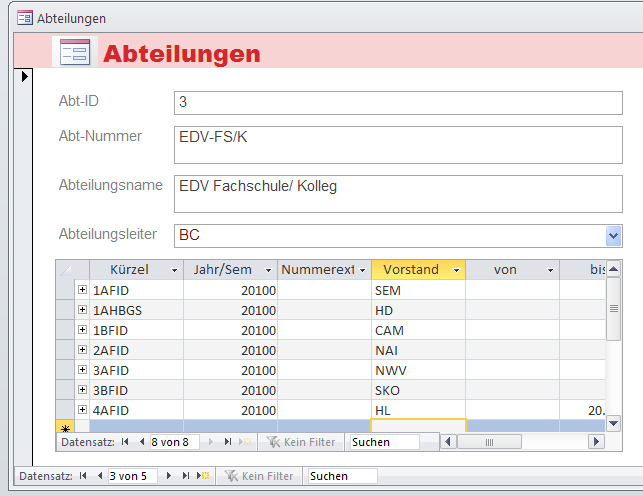 Abteilungen
Abteilungen
Abt-ID 3
Abt-Nummer EDV-FS/K
Abteilungsname EDV Fachschule/ Kolleg
Abteilungsleiter BC
Kürzel Jahr/Sem Nummerext Vorstand von bis
1AFID 20100 SEM
1AHBGS 20100 HD
1BFID 20100 CAM
2AFID 20100 NAI
3AFID 20100 NWV
3BFID 20100 SKO
4AFID 20100 HL 20.
Datensatz: 8 von 8 Kein Filter Suchen
Datensatz: 3 von 5 Kein Filter Suchen